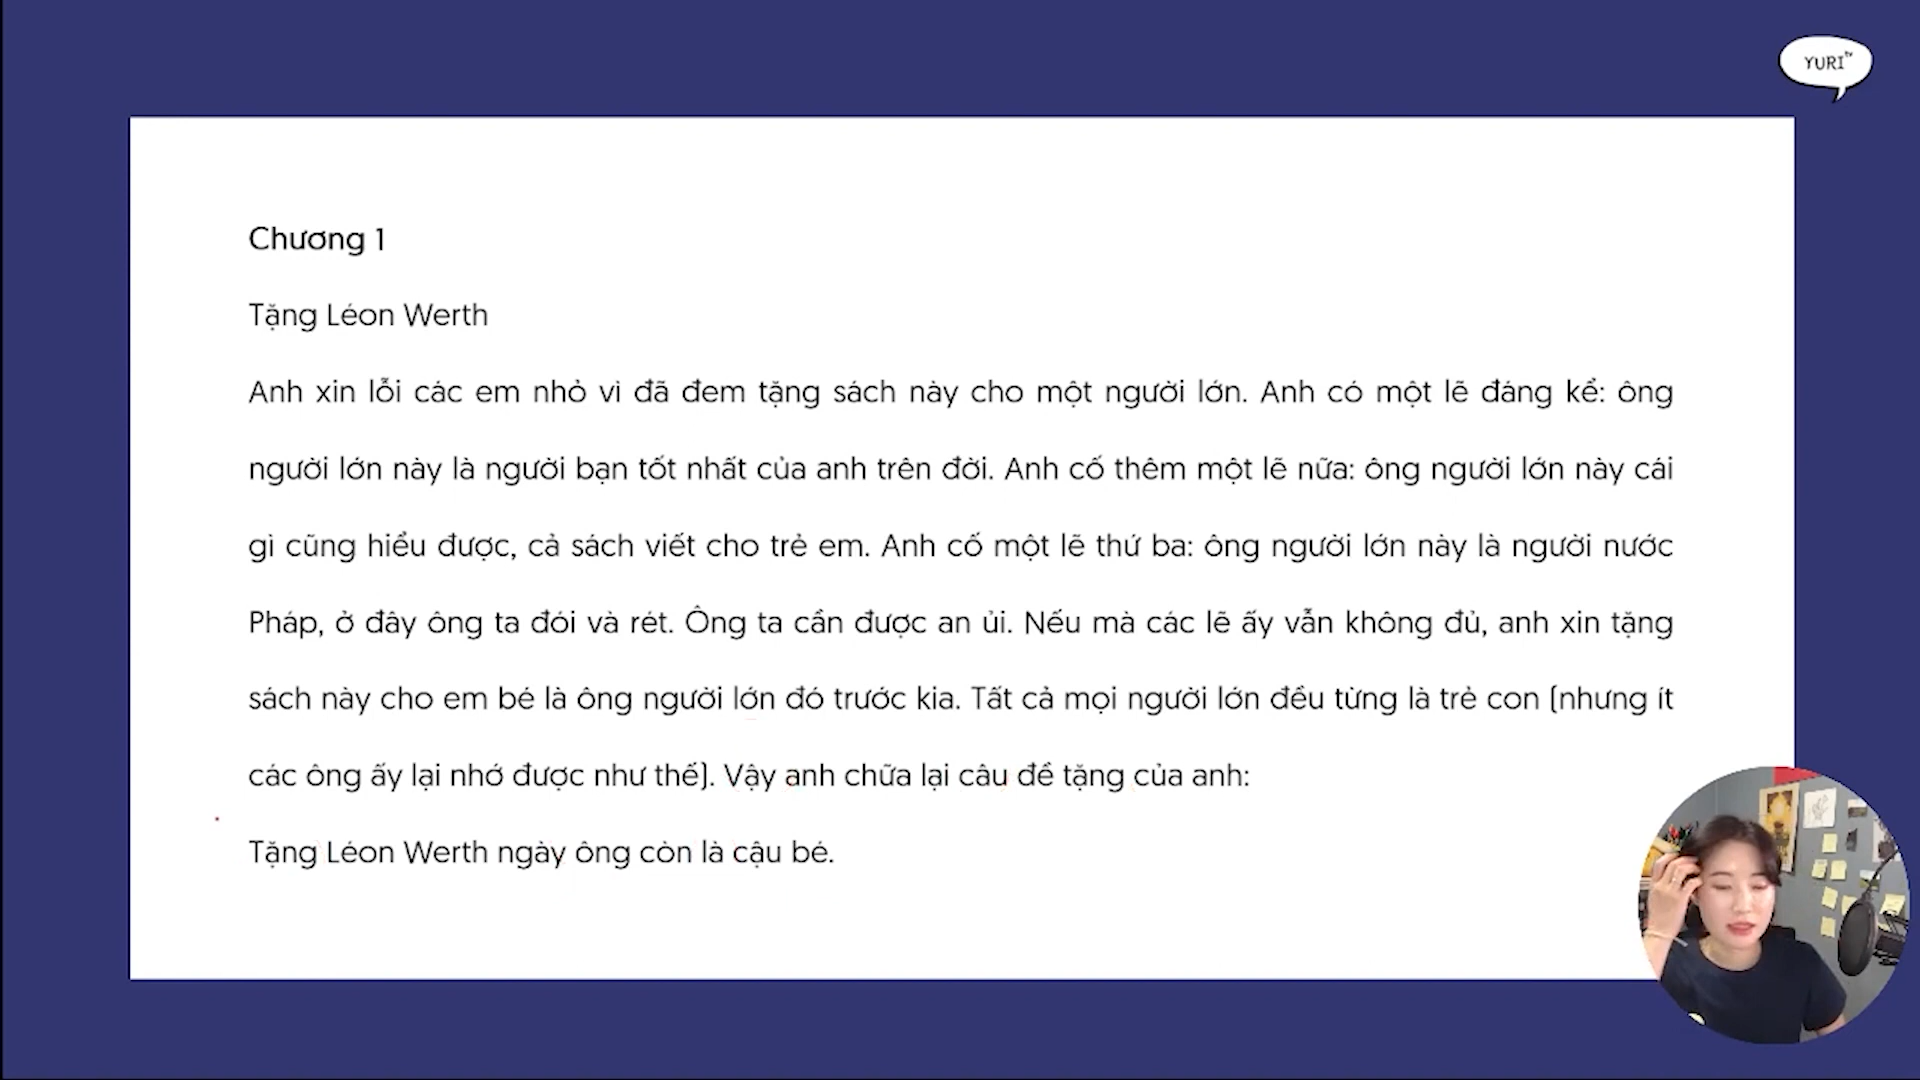 YURI tv
Chương 1
Tặng Léon Werth
Anh xin lỗi các em nhỏ vì đã đem tặng sách này cho một người lớn. Anh có một lẽ đáng kể: ông
người lớn này là người bạn tốt nhất của anh trên đời. Anh cố thêm một lẽ nữa: ông người lớn này cái
gì cũng hiểu được, cả sách viết cho trẻ em. Anh cố một lẽ thứ ba: ông người lớn này là người nước
Pháp, ở đây ông ta đói và rét. Ông ta cần được an ủi. Nếu mà các lẽ ấy vẫn không đủ, anh xin tặng
sách này cho em bé là ông người lớn đó trước kia. Tất cả mọi người lớn đều từng là trẻ con (nhưng ít
các ông ấy lại nhớ được như thế). Vậy anh chữa lại câu đề tặng của anh:
Tặng Léon Werth ngày ông còn là cậu bé.